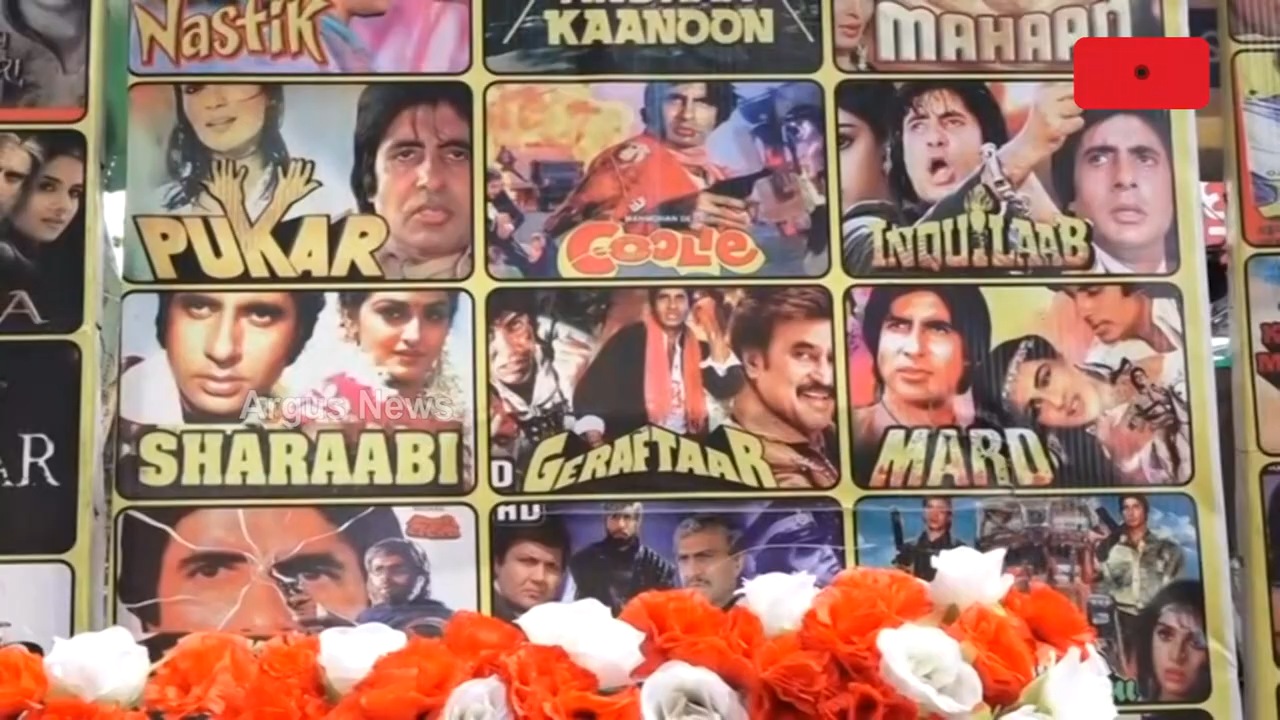 Nastik
KAANOON
MAHAAN
PUKAR
COOLIE
INQUILAAB
Argus News
SHARAABI
GERAFTAAR
MARD
HD